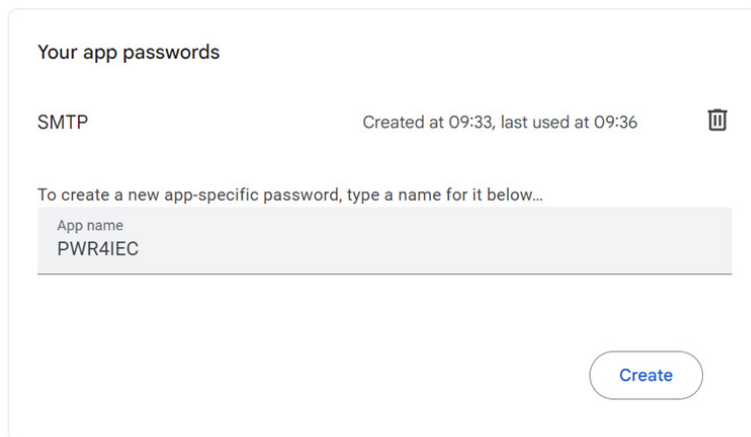 Your app passwords
SMTP Created at 09:33, last used at 09:36
To create a new app-specific password, type a name for it below...
App name
PWR4IEC
Create